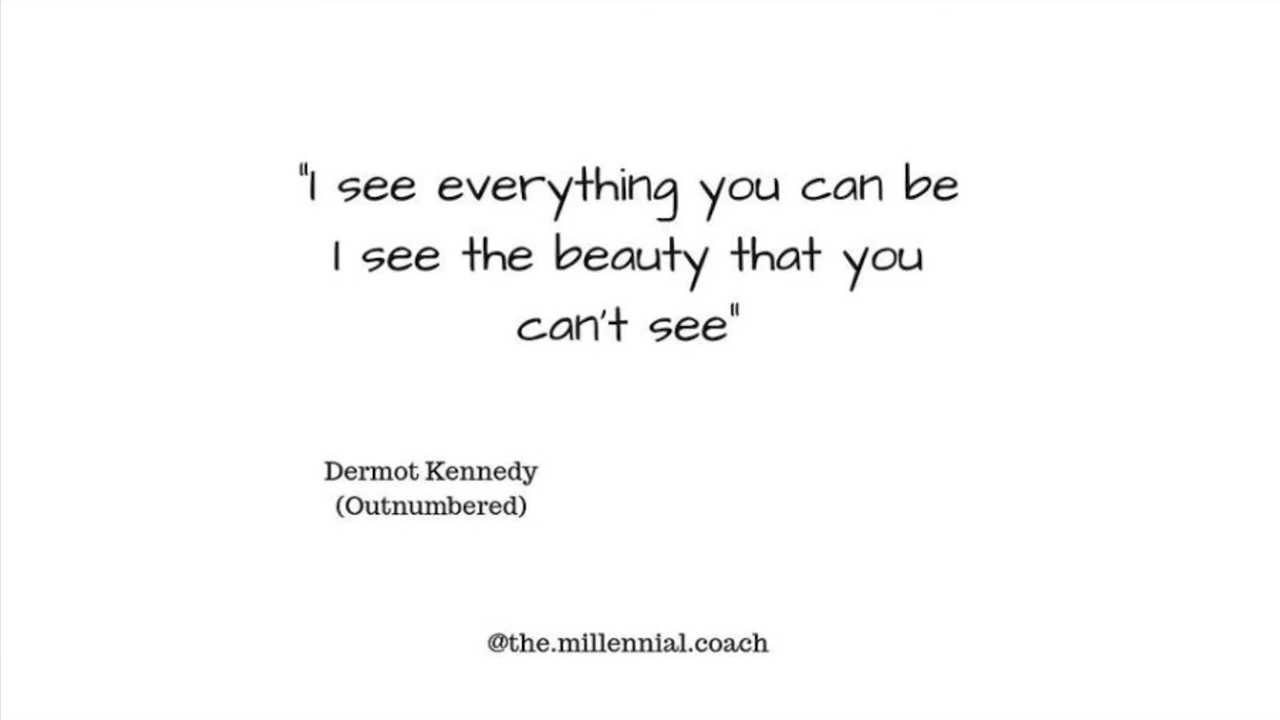 "I see everything you can be
I see the beauty that you
can't see"
Dermot Kennedy
(Outnumbered)
@the.millennial.coach